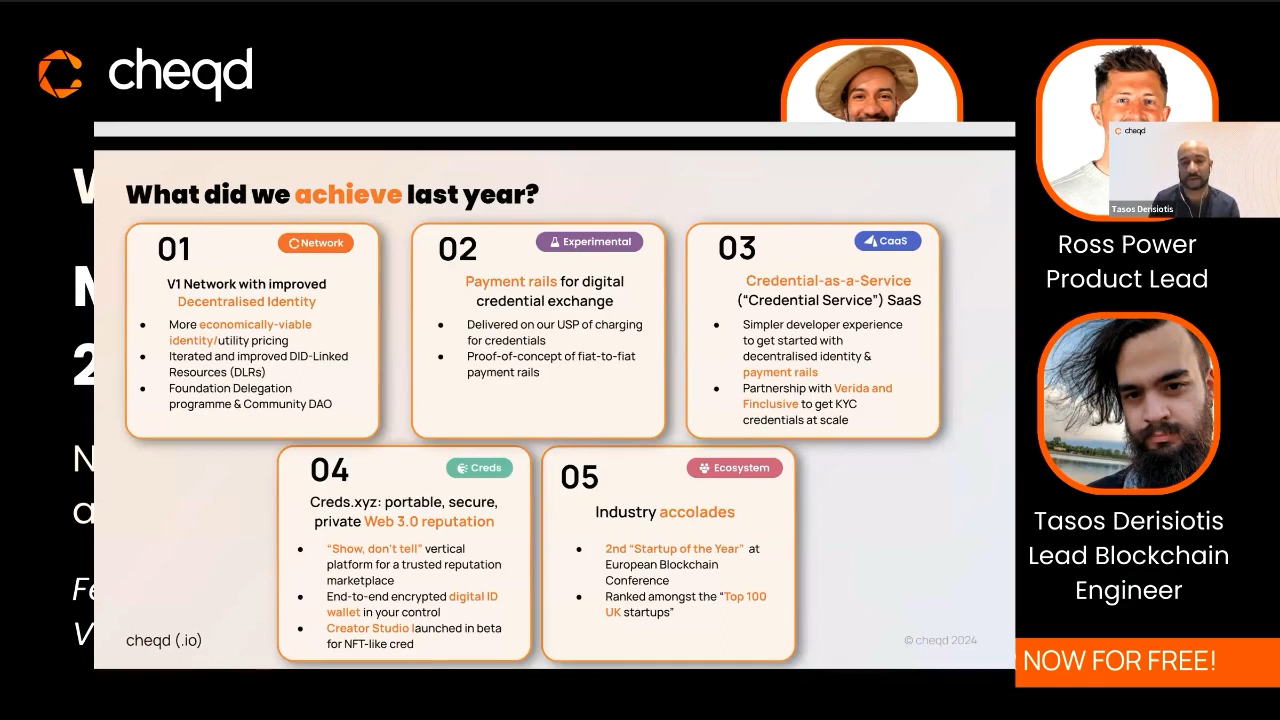 cheqd
What did we achieve last year?
01
Network
V1 Network with improved
Decentralised Identity
● More economically-viable
identity/utility pricing
● Iterated and improved DID-Linked
Resources (DLRs)
● Foundation Delegation
programme & Community DAO
02
Experimental
Payment rails for digital
credential exchange
● Delivered on our USP of charging
for credentials
● Proof-of-concept of fiat-to-fiat
payment rails
03
CaaS
Credential-as-a-Service
(“Credential Service”) SaaS
● Simpler developer experience
to get started with
decentralised identity &
payment rails
● Partnership with Verida and
Finclusive to get KYC
credentials at scale
04
Creds
Creds.xyz: portable, secure,
private Web 3.0 reputation
● “Show, don’t tell” vertical
platform for a trusted reputation
marketplace
● End-to-end encrypted digital ID
wallet in your control
● Creator Studio launched in beta
for NFT-like cred
05
Ecosystem
Industry accolades
● 2nd “Startup of the Year” at
European Blockchain
Conference
● Ranked amongst the “Top 100
UK startups”
cheqd (.io)
© cheqd 2024
cheqd
Tasos Derisiotis
Ross Power
Product Lead
Tasos Derisiotis
Lead Blockchain
Engineer
NOW FOR FREE!